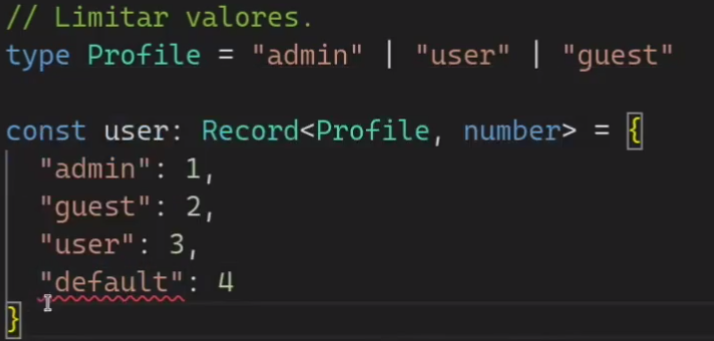 // Limitar valores.
type Profile = "admin" | "user" | "guest"
const user: Record<Profile, number> = {
"admin": 1,
"guest": 2,
"user": 3,
"default": 4
}